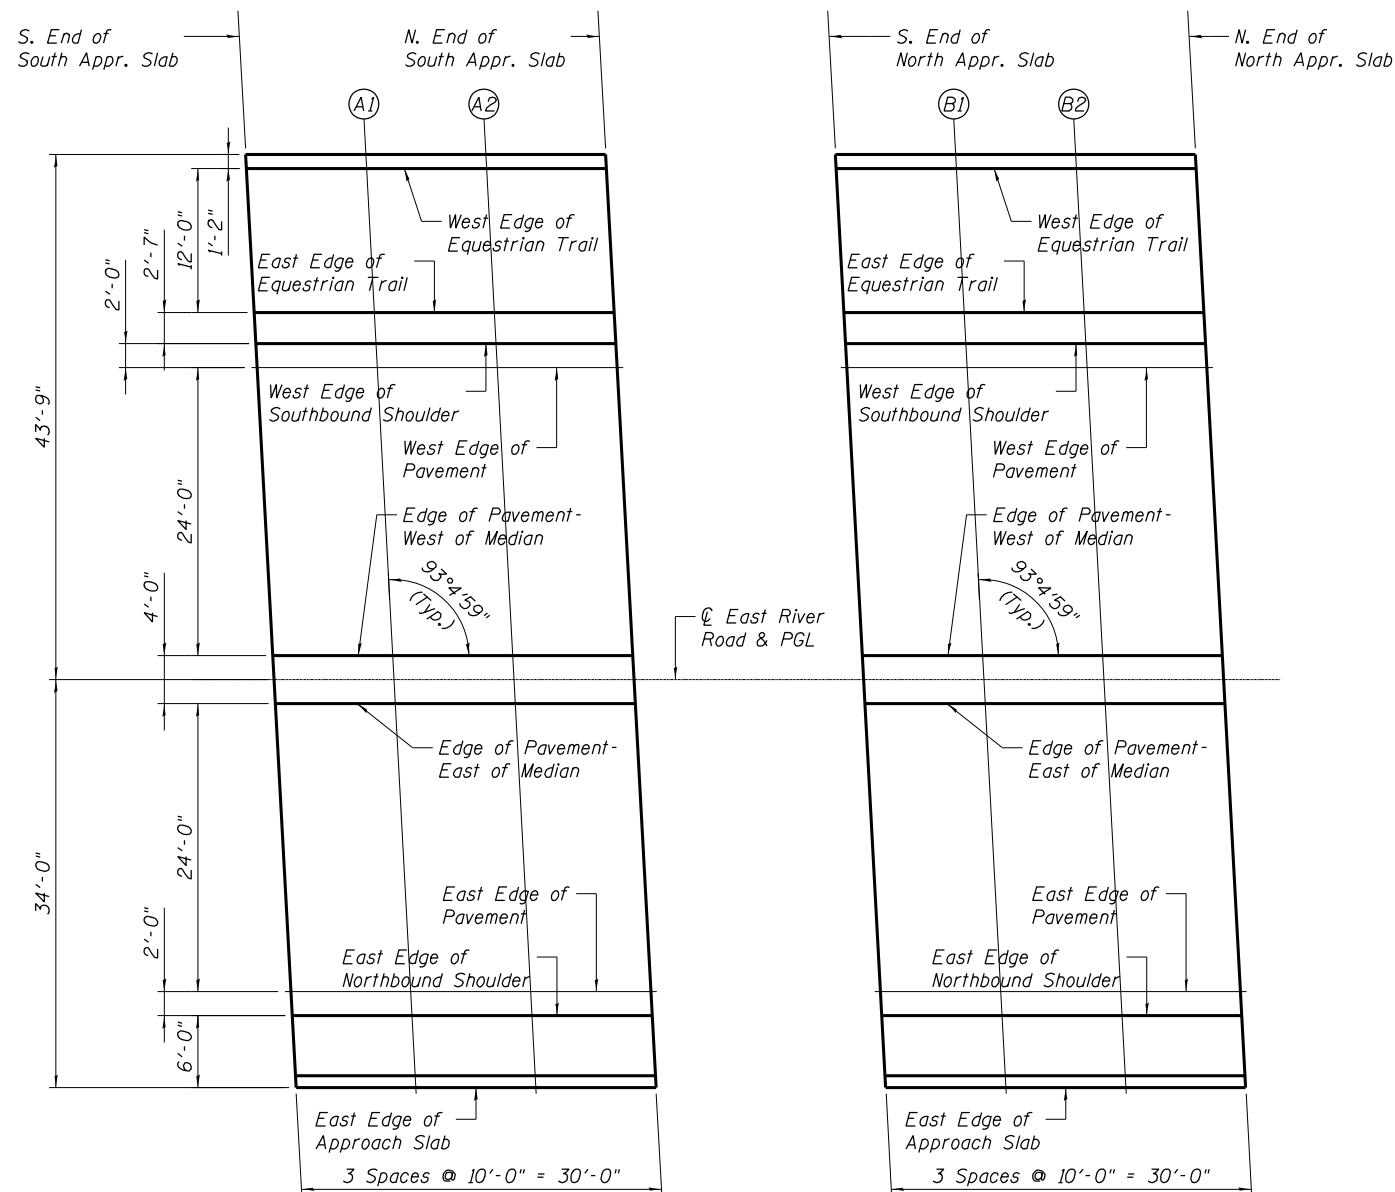 S. End of
South Appr. Slab
N. End of
South Appr. Slab
S. End of
North Appr. Slab
N. End of
North Appr. Slab
A1
A2
B1
B2
43'-9"
34'-0"
2'-0"
2'-7"
12'-0"
1'-2"
24'-0"
4'-0"
24'-0"
2'-0"
6'-0"
West Edge of
Equestrian Trail
East Edge of
Equestrian Trail
West Edge of
Southbound Shoulder
West Edge of
Pavement
Edge of Pavement-
West of Median
93°4'59"
(Typ.)
℄ East River
Road & PGL
Edge of Pavement-
East of Median
East Edge of
Pavement
East Edge of
Northbound Shoulder
East Edge of
Approach Slab
3 Spaces @ 10'-0" = 30'-0"
West Edge of
Equestrian Trail
East Edge of
Equestrian Trail
West Edge of
Southbound Shoulder
West Edge of
Pavement
Edge of Pavement-
West of Median
93°4'59"
(Typ.)
Edge of Pavement-
East of Median
East Edge of
Pavement
East Edge of
Northbound Shoulder
East Edge of
Approach Slab
3 Spaces @ 10'-0" = 30'-0"